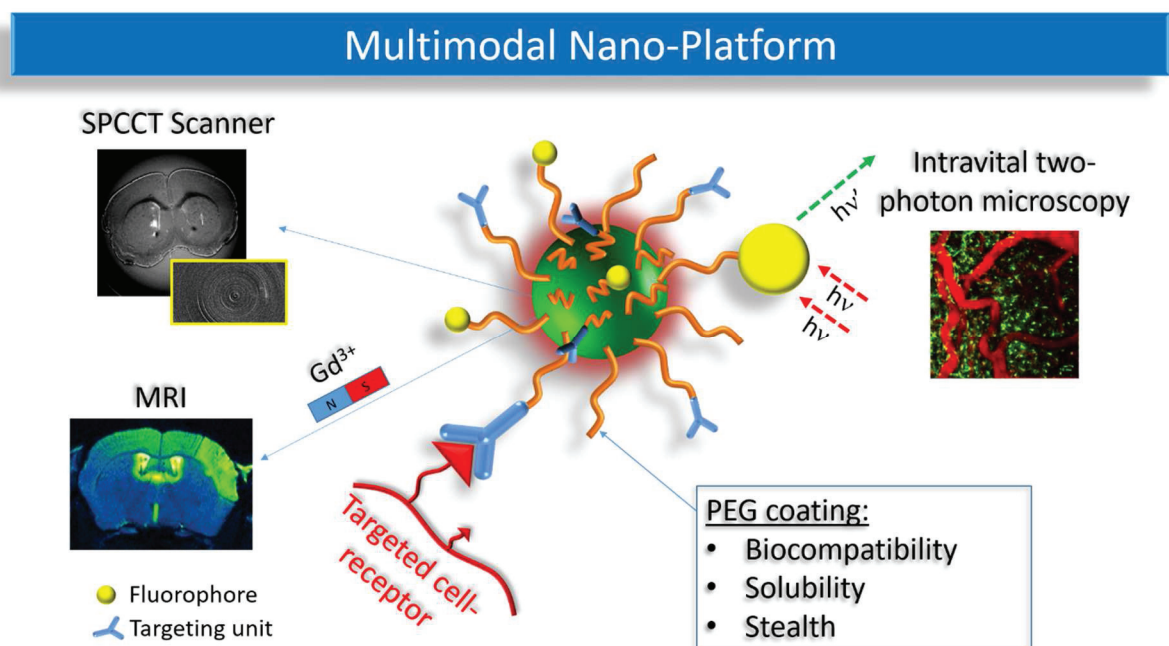 Multimodal Nano-Platform
SPCCT Scanner
Intravital two-
photon microscopy
hν'
hν
hν
Gd³⁺
N S
MRI
Targeted cell-
receptor
PEG coating:
• Biocompatibility
• Solubility
• Stealth
Fluorophore
Targeting unit